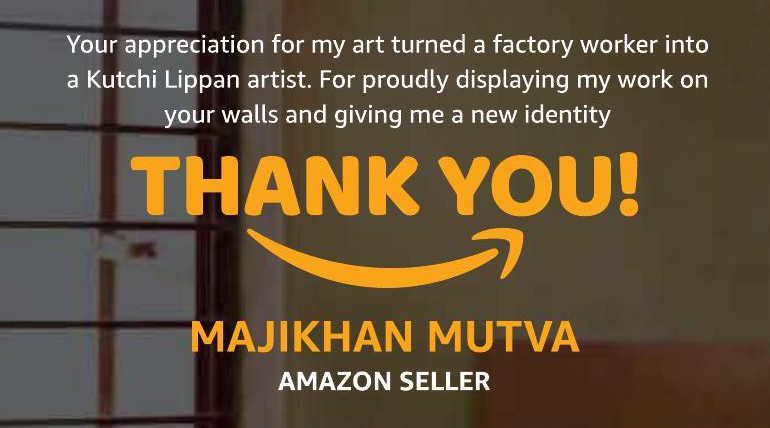 Your appreciation for my art turned a factory worker into
a Kutchi Lippan artist. For proudly displaying my work on
your walls and giving me a new identity
THANK YOU!
MAJIKHAN MUTVA
AMAZON SELLER